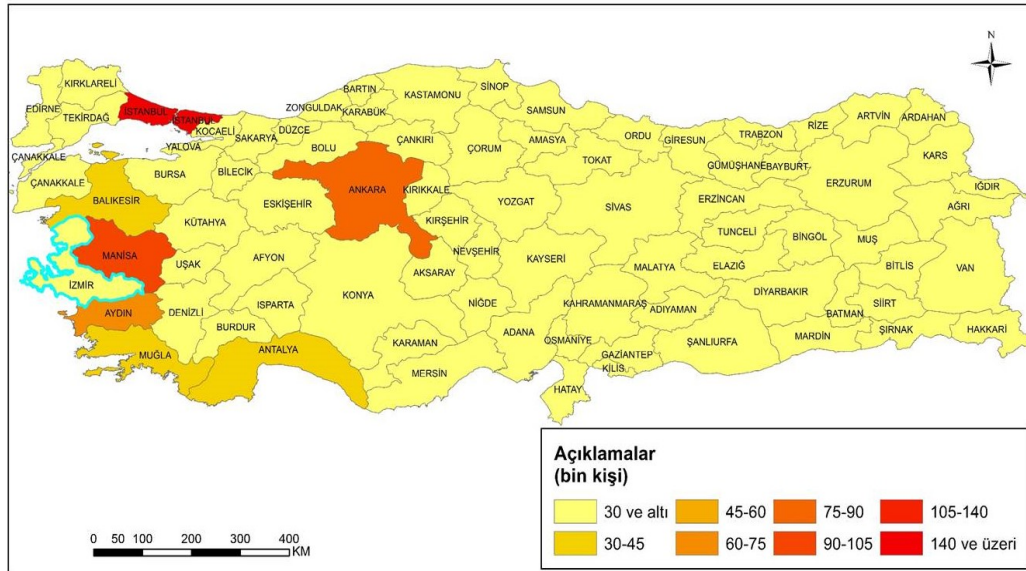 N
KIRKLARELİ
EDİRNE
TEKİRDAĞ
İSTANBUL
İSTANBUL
KOCAELİ
YALOVA
SAKARYA
DÜZCE
ZONGULDAK
BARTIN
KARABÜK
KASTAMONU
SİNOP
SAMSUN
ÇANKIRI
BOLU
ÇORUM
AMASYA
ORDU
GİRESUN
TRABZON
RİZE
ARTVİN
ARDAHAN
TOKAT
GÜMÜŞHANE
BAYBURT
KARS
ÇANAKKALE
ÇANAKKALE
BURSA
BİLECİK
ANKARA
KIRIKKALE
ERZURUM
IĞDIR
AĞRI
BALIKESİR
ESKİŞEHİR
YOZGAT
SİVAS
ERZİNCAN
KÜTAHYA
KIRŞEHİR
TUNCELİ
BİNGÖL
MUŞ
MANİSA
UŞAK
AFYON
NEVŞEHİR
KAYSERİ
MALATYA
ELAZIĞ
BİTLİS
VAN
AKSARAY
İZMİR
AYDIN
DENİZLİ
ISPARTA
KONYA
NİĞDE
KAHRAMANMARAŞ
ADIYAMAN
DİYARBAKIR
BATMAN
SİİRT
BURDUR
KARAMAN
ADANA
OSMANİYE
GAZİANTEP
KİLİS
ŞANLIURFA
MARDİN
ŞIRNAK
HAKKARİ
MUĞLA
ANTALYA
MERSİN
HATAY
Açıklamalar
(bin kişi)
30 ve altı
45-60
75-90
105-140
30-45
60-75
90-105
140 ve üzeri
0 50 100 200 300 400
KM